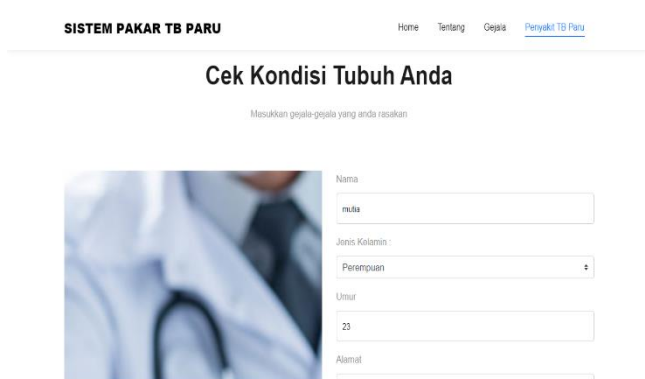 SISTEM PAKAR TB PARU
Home Tentang Gejala Penyakit TB Paru
Cek Kondisi Tubuh Anda
Masukkan gejala-gejala yang anda rasakan
Nama
mutia
Jenis Kelamin :
Perempuan
Umur
23
Alamat